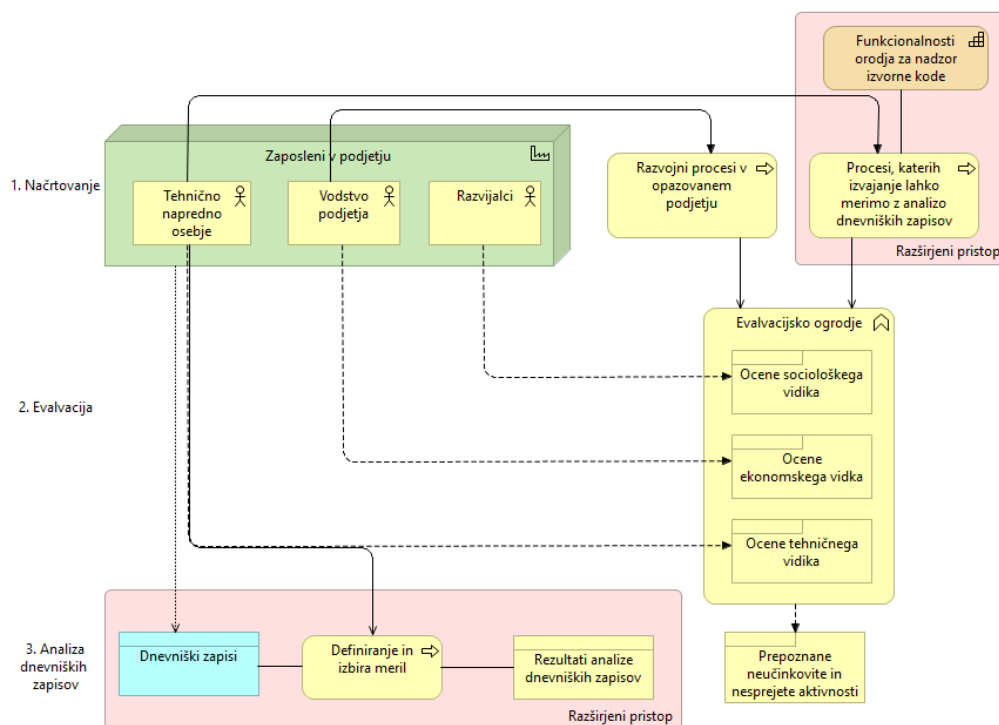 Funkcionalnosti
orodja za nadzor
izvorne kode
Zaposleni v podjetju
1. Načrtovanje
Tehnično
napredno
osebje
Vodstvo
podjetja
Razvijalci
Razvojni procesi v
opazovanem
podjetju
Procesi, katerih
izvajanje lahko
merimo z analizo
dnevniških zapisov
Razširjeni pristop
Evalvacijsko ogrodje
Ocene sociološkega
vidika
2. Evalvacija
Ocene
ekonomskega vidka
Ocene tehničnega
vidika
3. Analiza
dnevniških
zapisov
Dnevniški zapisi
Definiranje in
izbira meril
Rezultati analize
dnevniških zapisov
Prepoznane
neučinkovite in
nesprejete aktivnosti
Razširjeni pristop